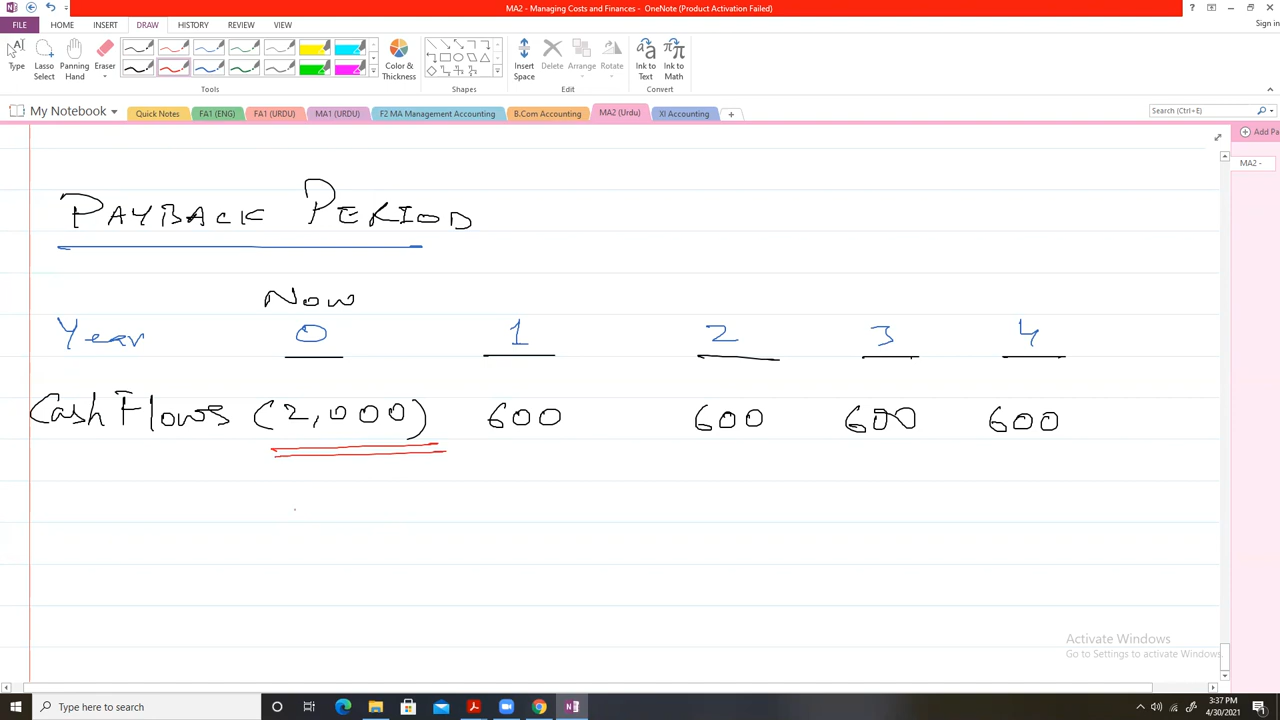 MA2 - Managing Costs and Finances - OneNote (Product Activation Failed)
Sign in
FILE HOME INSERT DRAW HISTORY REVIEW VIEW
Type Lasso Select Panning Hand Eraser Color & Thickness Insert Space Delete Arrange Rotate Ink to Text Ink to Math
Tools Shapes Edit Convert
My Notebook Quick Notes FA1 (ENG) FA1 (URDU) MA1 (URDU) F2 MA Management Accounting B.Com Accounting MA2 (Urdu) XI Accounting Search (Ctrl+E)
Add Pa
MA2 -
PAYBACK PERIOD
Now
Year 0 1 2 3 4
Cash Flows (2,000) 600 600 600 600
Activate Windows
Go to Settings to activate Windows.
Type here to search
3:37 PM
4/30/2021